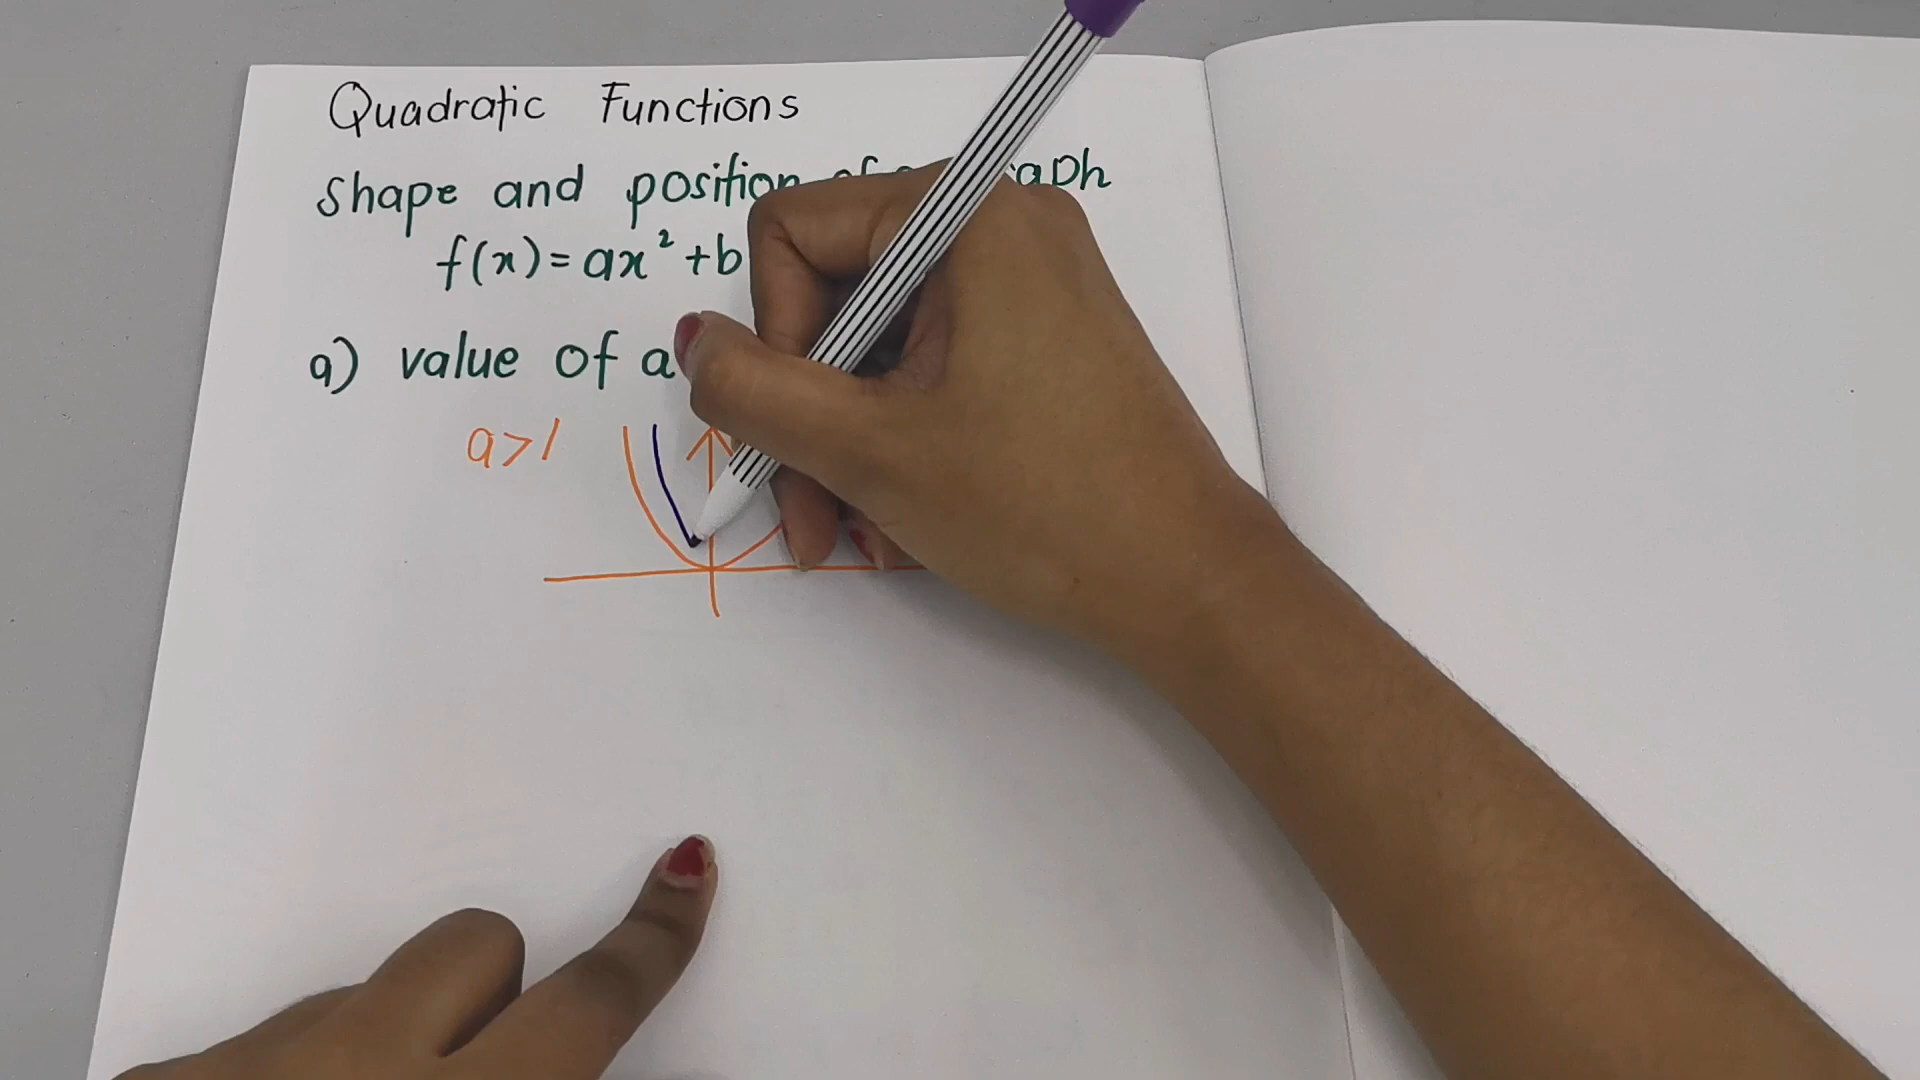 Quadratic Functions
Shape and position
f(x) = ax² + b
a) value of a
a > 1